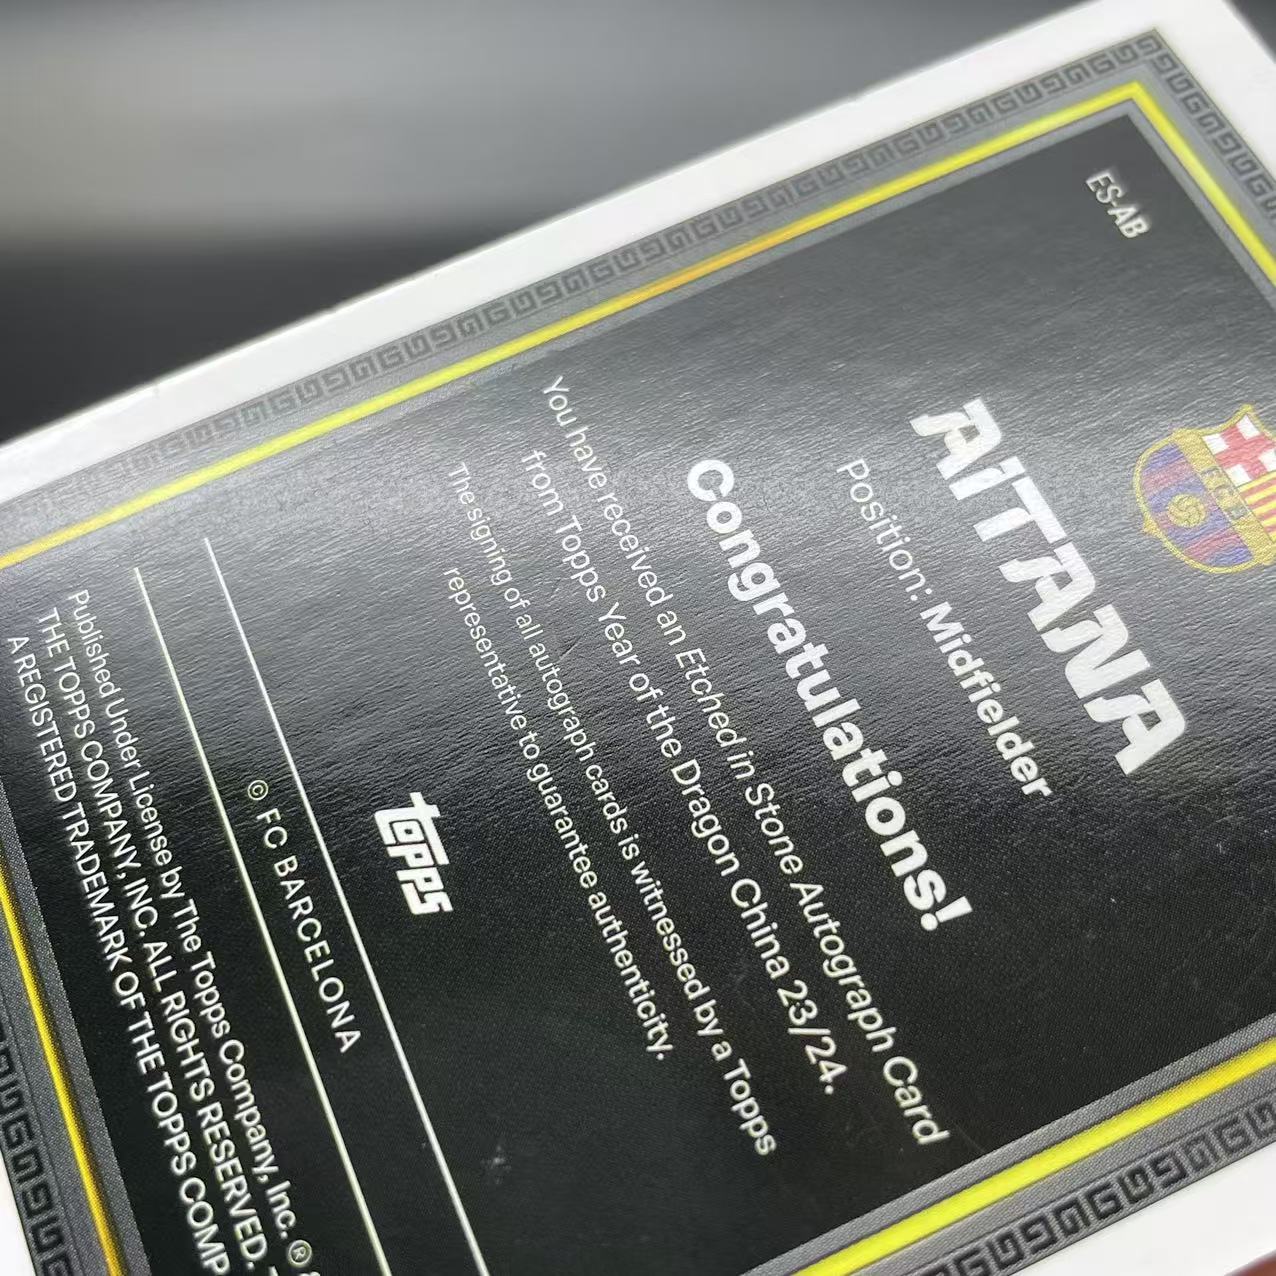 ES-AB
FCB
AITANA
Position: Midfielder
Congratulations!
You have received an Etched in Stone Autograph Card
from Topps Year of the Dragon China 23/24.
The signing of all autograph cards is witnessed by a Topps
representative to guarantee authenticity.
topps
© FC BARCELONA
Published Under License by The Topps Company, Inc. ®
THE TOPPS COMPANY, INC. ALL RIGHTS RESERVED.
A REGISTERED TRADEMARK OF THE TOPPS COMP